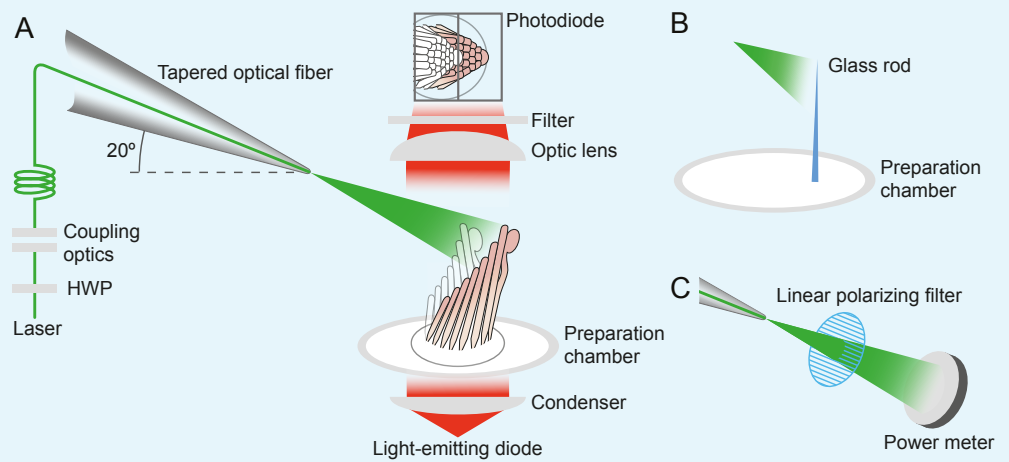 A
Photodiode
Tapered optical fiber
Filter
Optic lens
20º
Coupling
optics
HWP
Laser
Preparation
chamber
Condenser
Light-emitting diode
B
Glass rod
Preparation
chamber
C
Linear polarizing filter
Power meter